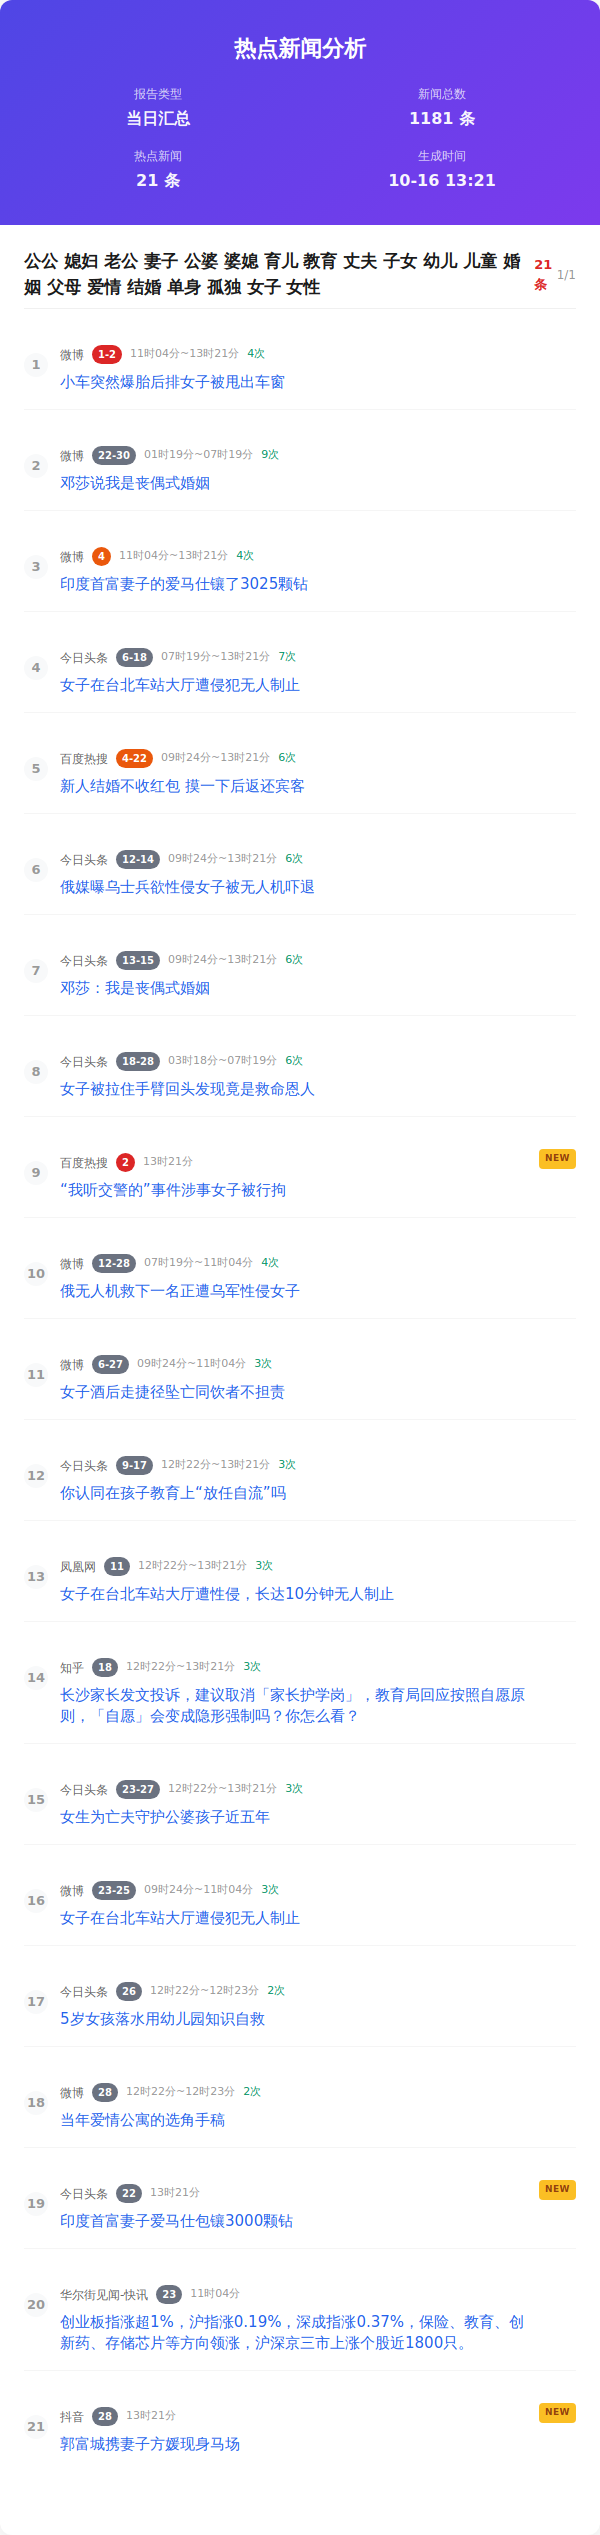 热点新闻分析
报告类型
当日汇总
新闻总数
1181 条
热点新闻
21 条
生成时间
10-16 13:21
公公 媳妇 老公 妻子 公婆 婆媳 育儿 教育 丈夫 子女 幼儿 儿童 婚
姻 父母 爱情 结婚 单身 孤独 女子 女性
21
条
1/1
1
微博 1-2 11时04分~13时21分 4次
小车突然爆胎后排女子被甩出车窗
2
微博 22-30 01时19分~07时19分 9次
邓莎说我是丧偶式婚姻
3
微博 4 11时04分~13时21分 4次
印度首富妻子的爱马仕镶了3025颗钻
4
今日头条 6-18 07时19分~13时21分 7次
女子在台北车站大厅遭侵犯无人制止
5
百度热搜 4-22 09时24分~13时21分 6次
新人结婚不收红包 摸一下后返还宾客
6
今日头条 12-14 09时24分~13时21分 6次
俄媒曝乌士兵欲性侵女子被无人机吓退
7
今日头条 13-15 09时24分~13时21分 6次
邓莎：我是丧偶式婚姻
8
今日头条 18-28 03时18分~07时19分 6次
女子被拉住手臂回头发现竟是救命恩人
9
百度热搜 2 13时21分
NEW
“我听交警的”事件涉事女子被行拘
10
微博 12-28 07时19分~11时04分 4次
俄无人机救下一名正遭乌军性侵女子
11
微博 6-27 09时24分~11时04分 3次
女子酒后走捷径坠亡同饮者不担责
12
今日头条 9-17 12时22分~13时21分 3次
你认同在孩子教育上“放任自流”吗
13
凤凰网 11 12时22分~13时21分 3次
女子在台北车站大厅遭性侵，长达10分钟无人制止
14
知乎 18 12时22分~13时21分 3次
长沙家长发文投诉，建议取消「家长护学岗」，教育局回应按照自愿原
则，「自愿」会变成隐形强制吗？你怎么看？
15
今日头条 23-27 12时22分~13时21分 3次
女生为亡夫守护公婆孩子近五年
16
微博 23-25 09时24分~11时04分 3次
女子在台北车站大厅遭侵犯无人制止
17
今日头条 26 12时22分~12时23分 2次
5岁女孩落水用幼儿园知识自救
18
微博 28 12时22分~12时23分 2次
当年爱情公寓的选角手稿
19
今日头条 22 13时21分
NEW
印度首富妻子爱马仕包镶3000颗钻
20
华尔街见闻-快讯 23 11时04分
创业板指涨超1%，沪指涨0.19%，深成指涨0.37%，保险、教育、创
新药、存储芯片等方向领涨，沪深京三市上涨个股近1800只。
21
抖音 28 13时21分
NEW
郭富城携妻子方媛现身马场